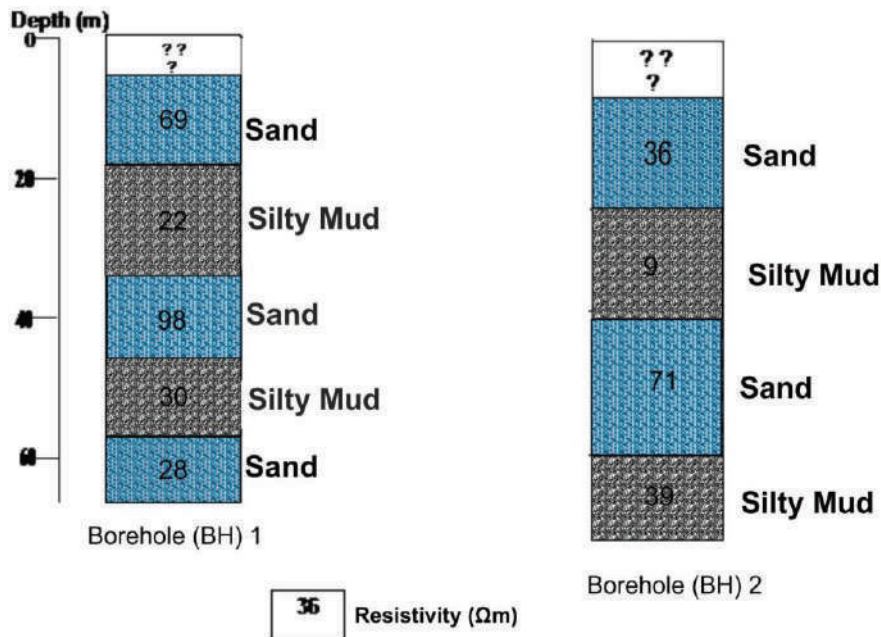 Depth (m)
0
? ?
?
69
Sand
20
22
Silty Mud
40
98
Sand
30
Silty Mud
60
28
Sand
Borehole (BH) 1
? ?
?
36
Sand
9
Silty Mud
71
Sand
39
Silty Mud
Borehole (BH) 2
36
Resistivity (Ωm)